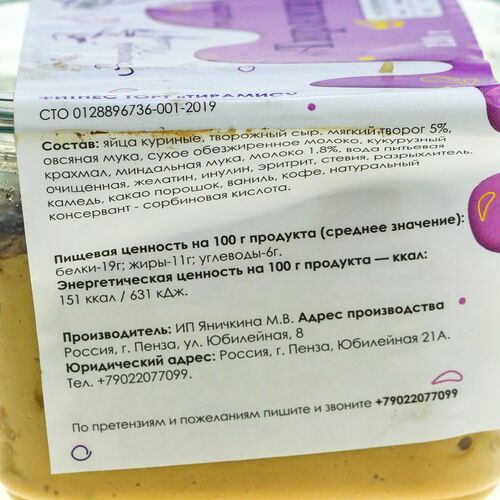 ФИТНЕС ТОРТ «ТИРАМИСУ
СТО 0128896736-001-2019
Состав: яйца куриные, творожный сыр, мягкий творог 5%,
овсяная мука, сухое обезжиренное молоко, кукурузный
крахмал, миндальная мука, молоко 1,8%, вода питьевая
очищенная, желатин, инулин, эритрит, стевия, разрыхлитель,
камедь, какао порошок, ваниль, кофе, натуральный
консервант - сорбиновая кислота.
Пищевая ценность на 100 г продукта (среднее значение):
белки-19г; жиры-11г; углеводы-6г.
Энергетическая ценность на 100 г продукта — ккал:
151 ккал / 631 кДж.
Производитель: ИП Яничкина М.В. Адрес производства
Россия, г. Пенза, ул. Юбилейная, 8
Юридический адрес: Россия, г. Пенза, Юбилейная 21А.
Тел. +79022077099.
По претензиям и пожеланиям пишите и звоните +79022077099